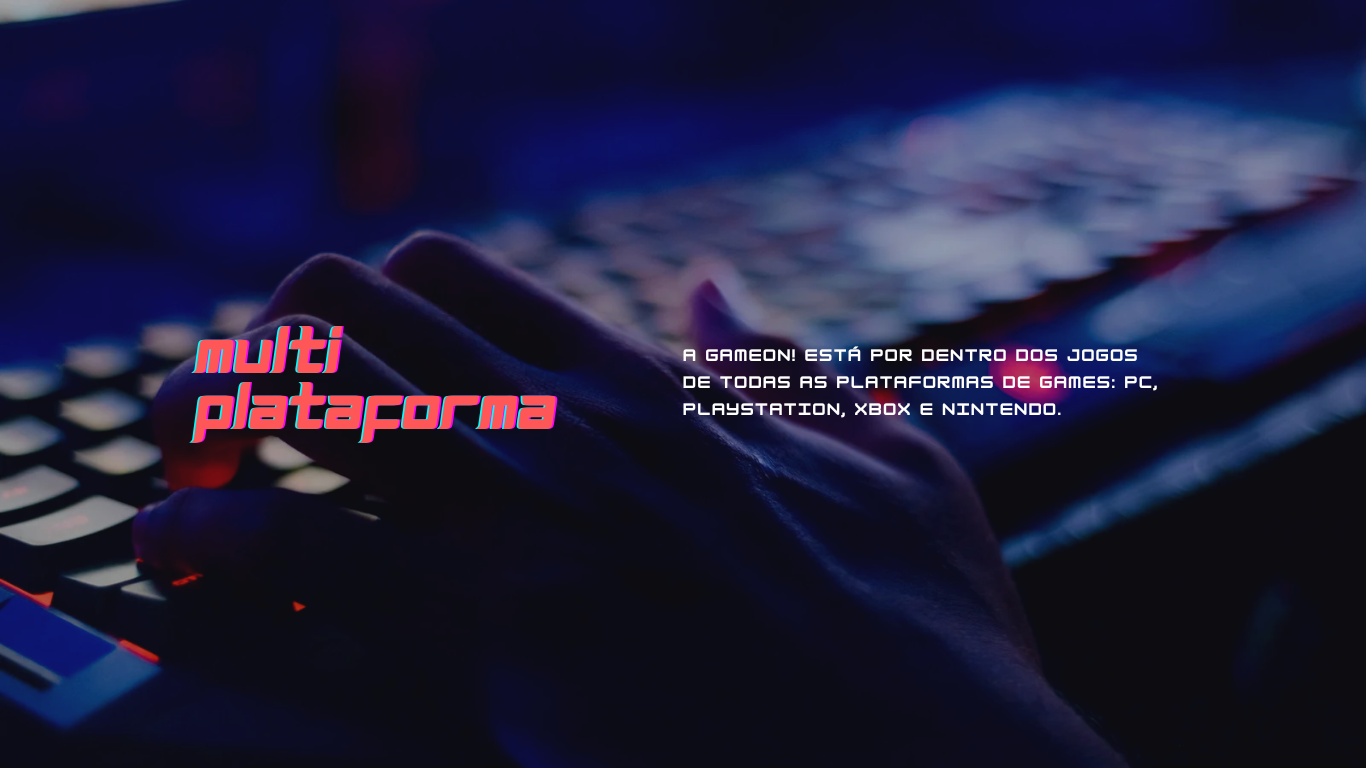 multi
plataforma
A GAMEON! ESTÁ POR DENTRO DOS JOGOS
DE TODAS AS PLATAFORMAS DE GAMES: PC,
PLAYSTATION, XBOX E NINTENDO.